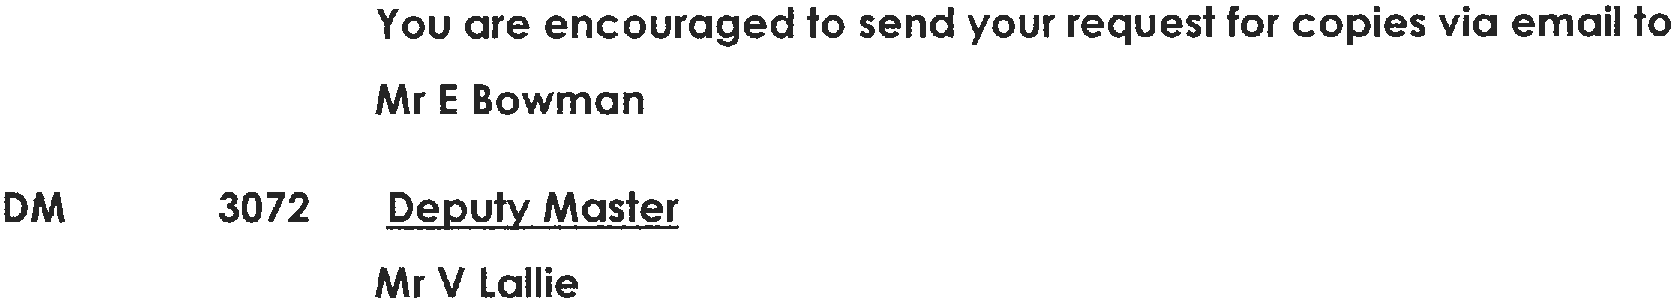 You are encouraged to send your request for copies via email to
Mr E Bowman
DM 3072 Deputy Master
Mr V Lallie